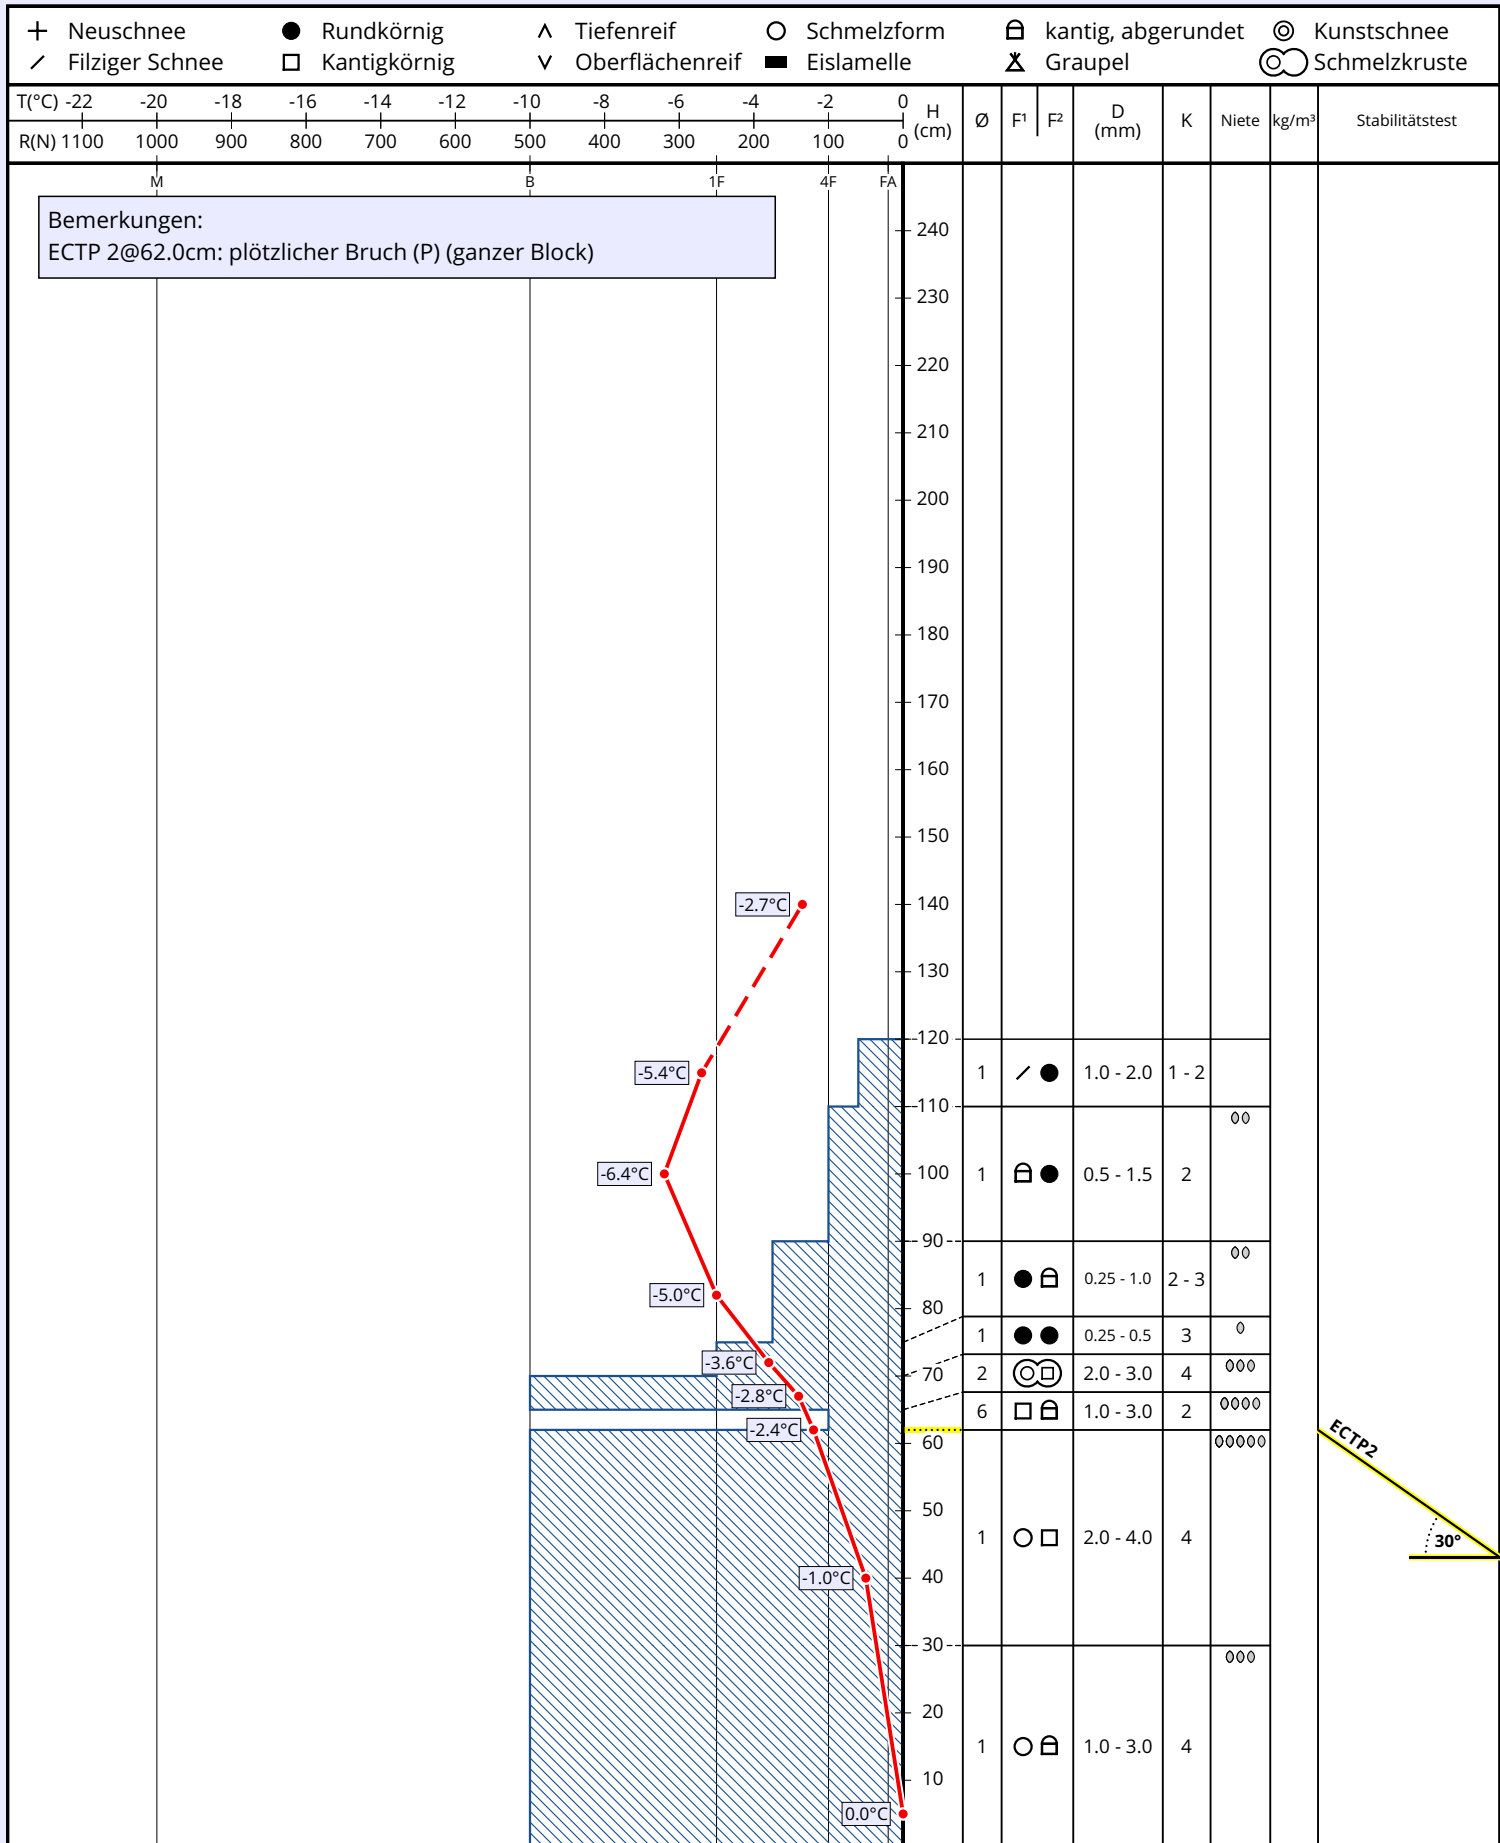 Neuschnee Rundkörnig Tiefenreif Schmelzform kantig, abgerundet Kunstschnee
Filziger Schnee Kantigkörnig Oberflächenreif Eislamelle Graupel Schmelzkruste
T(°C) -22 -20 -18 -16 -14 -12 -10 -8 -6 -4 -2 0
R(N) 1100 1000 900 800 700 600 500 400 300 200 100 0
H (cm) Ø F¹ F² D (mm) K Niete kg/m³ Stabilitätstest
M B 1F 4F FA
Bemerkungen:
ECTP 2@62.0cm: plötzlicher Bruch (P) (ganzer Block)
240
230
220
210
200
190
180
170
160
150
-2.7°C 140
130
120
-5.4°C 1 1.0 - 2.0 1 - 2
110
-6.4°C 100 1 0.5 - 1.5 2
90
1 0.25 - 1.0 2 - 3
-5.0°C
80
1 0.25 - 0.5 3
-3.6°C
70 2 2.0 - 3.0 4
-2.8°C
6 1.0 - 3.0 2
-2.4°C
60
ECTP2
50
1 2.0 - 4.0 4
30°
-1.0°C 40
30
20
1 1.0 - 3.0 4
10
0.0°C